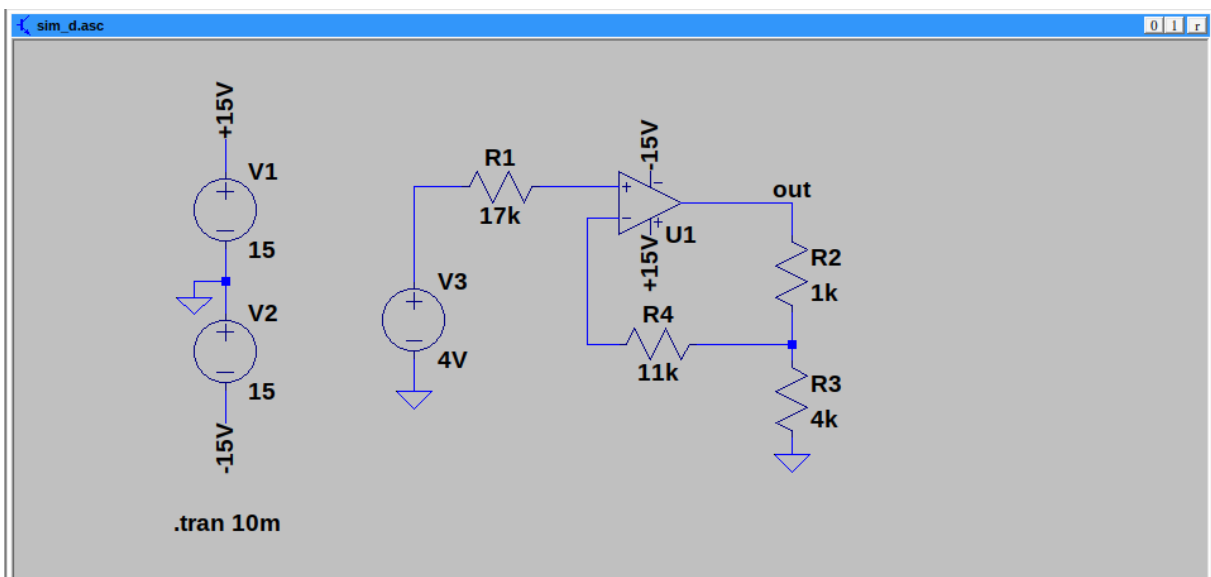 sim_d.asc
0 1 r
+15V
V1
15
V2
15
-15V
.tran 10m
R1
17k
V3
4V
-15V
+
−
−
+
U1
+15V
R4
11k
out
R2
1k
R3
4k